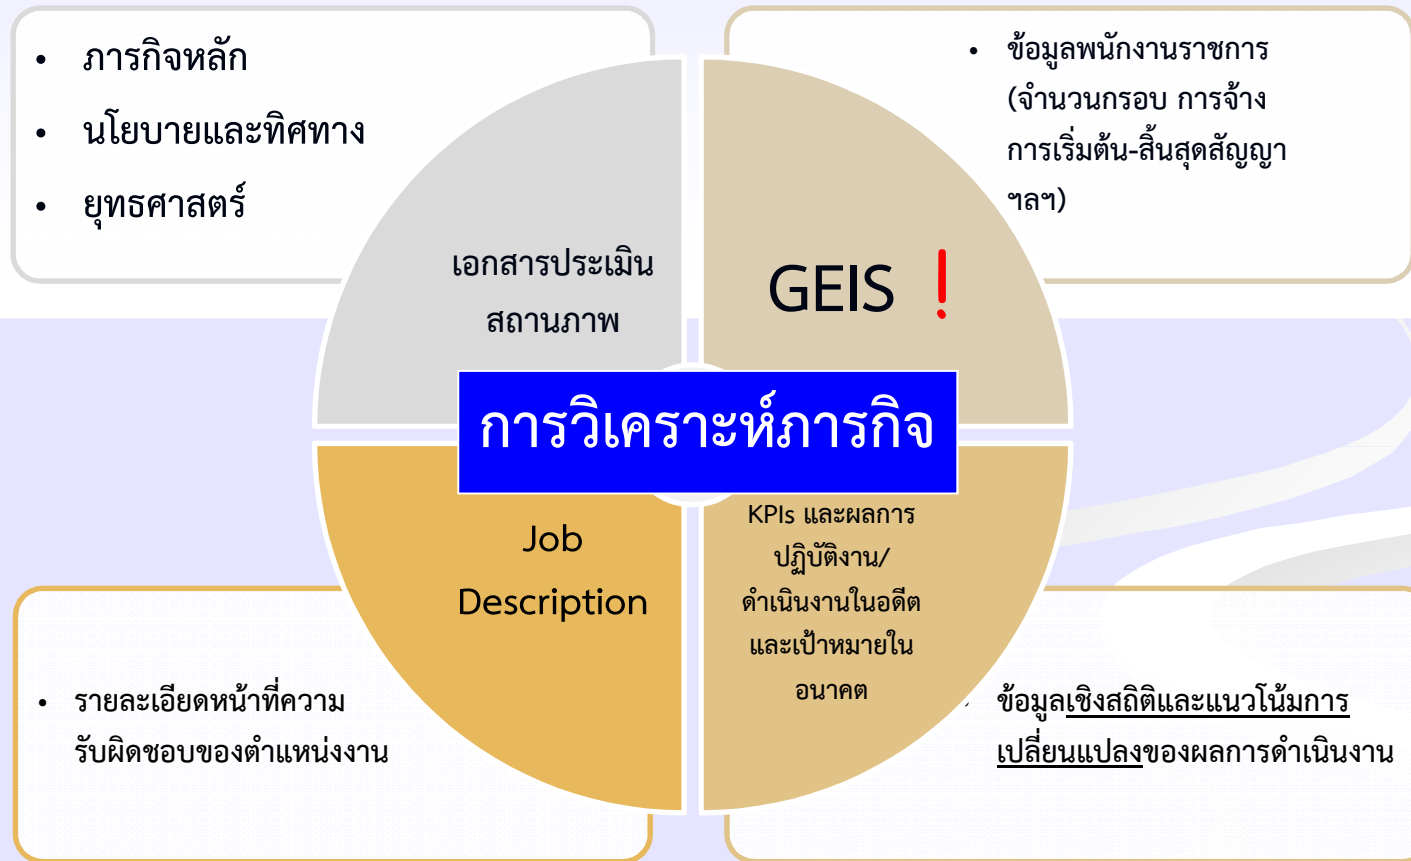 • ภารกิจหลัก
• นโยบายและทิศทาง
• ยุทธศาสตร์
• ข้อมูลพนักงานราชการ
(จำนวนกรอบ การจ้าง
การเริ่มต้น-สิ้นสุดสัญญา
ฯลฯ)
เอกสารประเมิน
สถานภาพ
GEIS !
การวิเคราะห์ภารกิจ
Job
Description
KPIs และผลการ
ปฏิบัติงาน/
ดำเนินงานในอดีต
และเป้าหมายใน
อนาคต
• รายละเอียดหน้าที่ความ
รับผิดชอบของตำแหน่งงาน
• ข้อมูลเชิงสถิติและแนวโน้มการ
เปลี่ยนแปลงของผลการดำเนินงาน